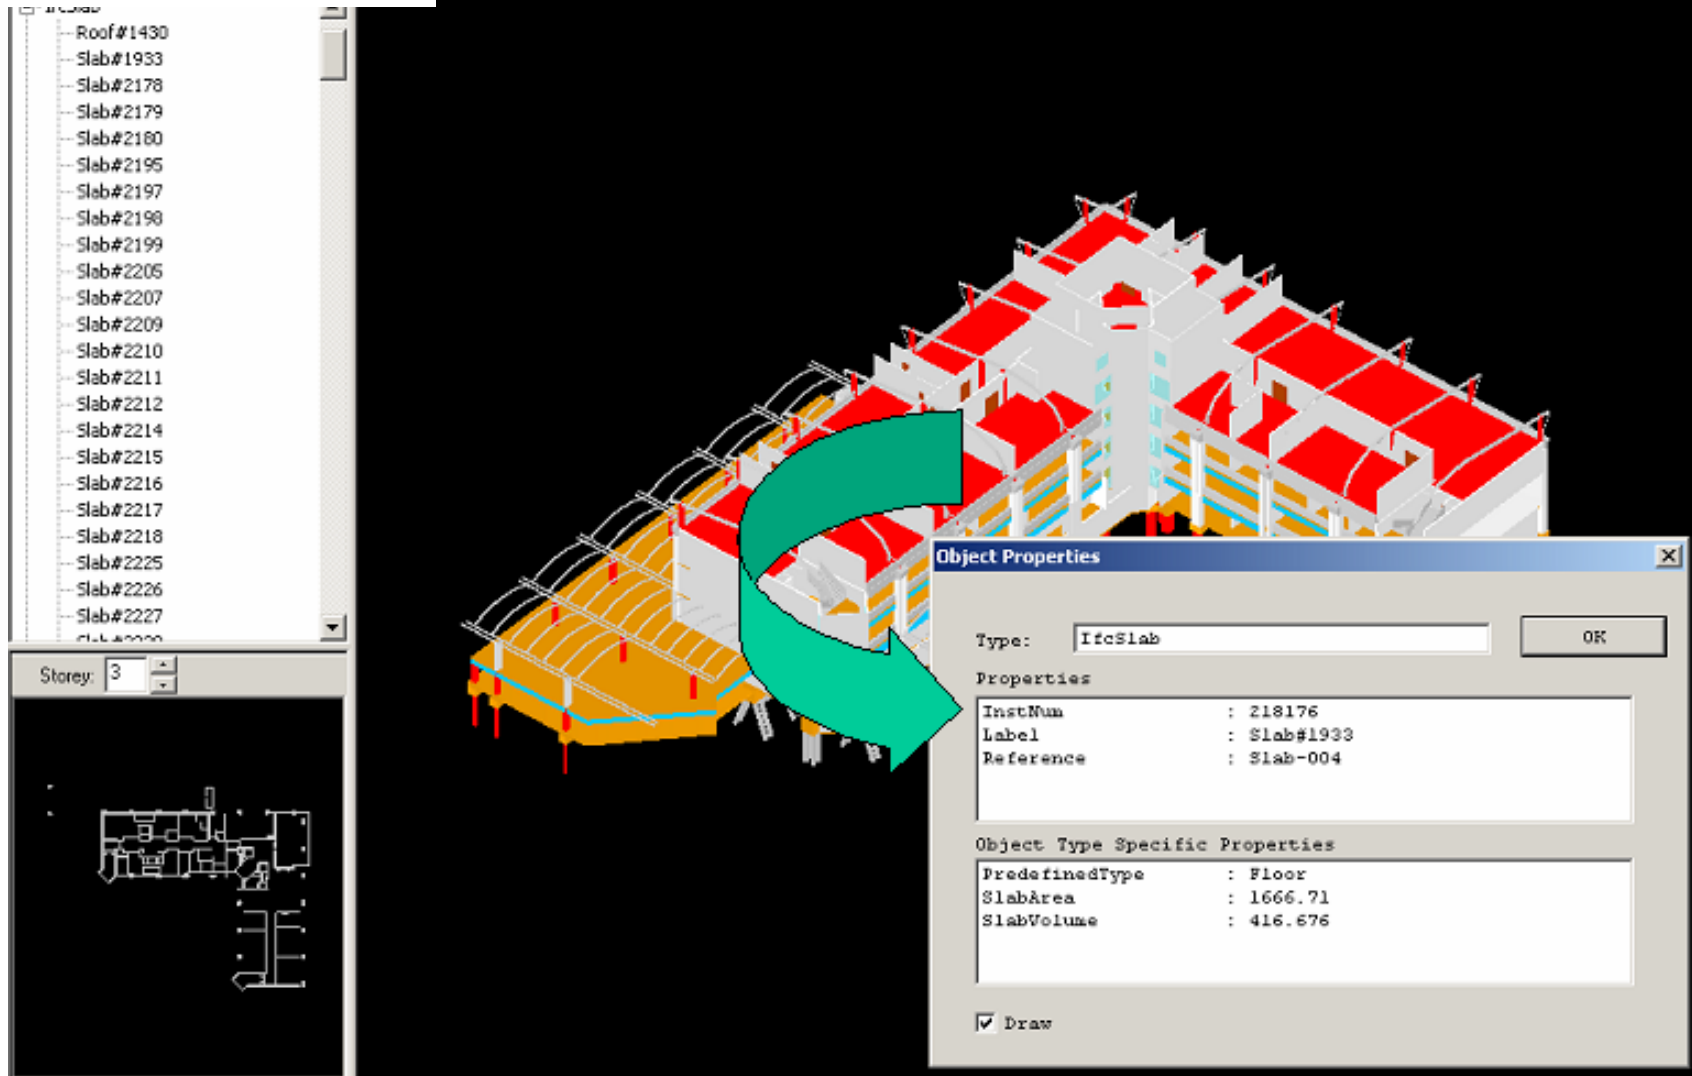 IfcSlab
Roof#1430
Slab#1933
Slab#2178
Slab#2179
Slab#2180
Slab#2195
Slab#2197
Slab#2198
Slab#2199
Slab#2205
Slab#2207
Slab#2209
Slab#2210
Slab#2211
Slab#2212
Slab#2214
Slab#2215
Slab#2216
Slab#2217
Slab#2218
Slab#2225
Slab#2226
Slab#2227
Storey: 3
Object Properties
Type: IfcSlab OK
Properties
InstNum : 218176
Label : Slab#1933
Reference : Slab-004
Object Type Specific Properties
PredefinedType : Floor
SlabArea : 1666.71
SlabVolume : 416.676
Draw